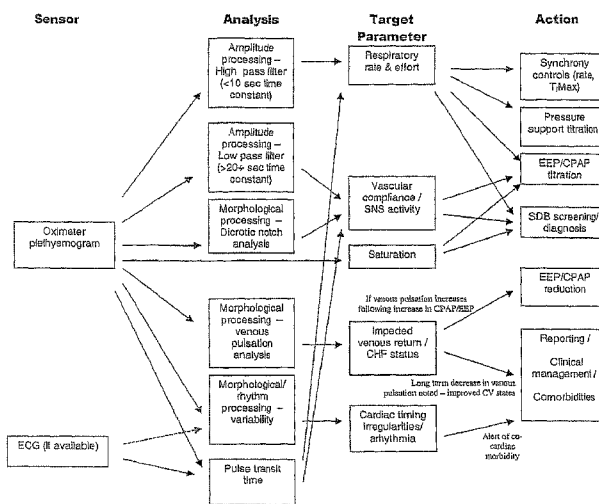 Sensor
Analysis
Target
Parameter
Action
Amplitude
processing –
High pass filter
(<10 sec time
constant)
Respiratory
rate & effort
Synchrony
controls (rate,
TiMax)
Pressure
support titration
Amplitude
processing –
Low pass filter
(>20+ sec time
constant)
EEP/CPAP
titration
Vascular
compliance /
SNS activity
Morphological
processing –
Dicrotic notch
analysis
SDB screening/
diagnosis
Oximeter
plethysmogram
Saturation
If venous pulsation increases
following increase in CPAP/EEP
EEP/CPAP
reduction
Morphological
processing –
venous
pulsation
analysis
Impeded
venous return /
CHF status
Reporting /
Clinical
management /
Comorbidities
Long term decrease in venous
pulsation noted – improved CV states
Morphological/
rhythm
processing –
variability
Cardiac timing
irregularities/
arhythmia
Alert of co-
cardiac
morbidity
ECG (if available)
Pulse transit
time